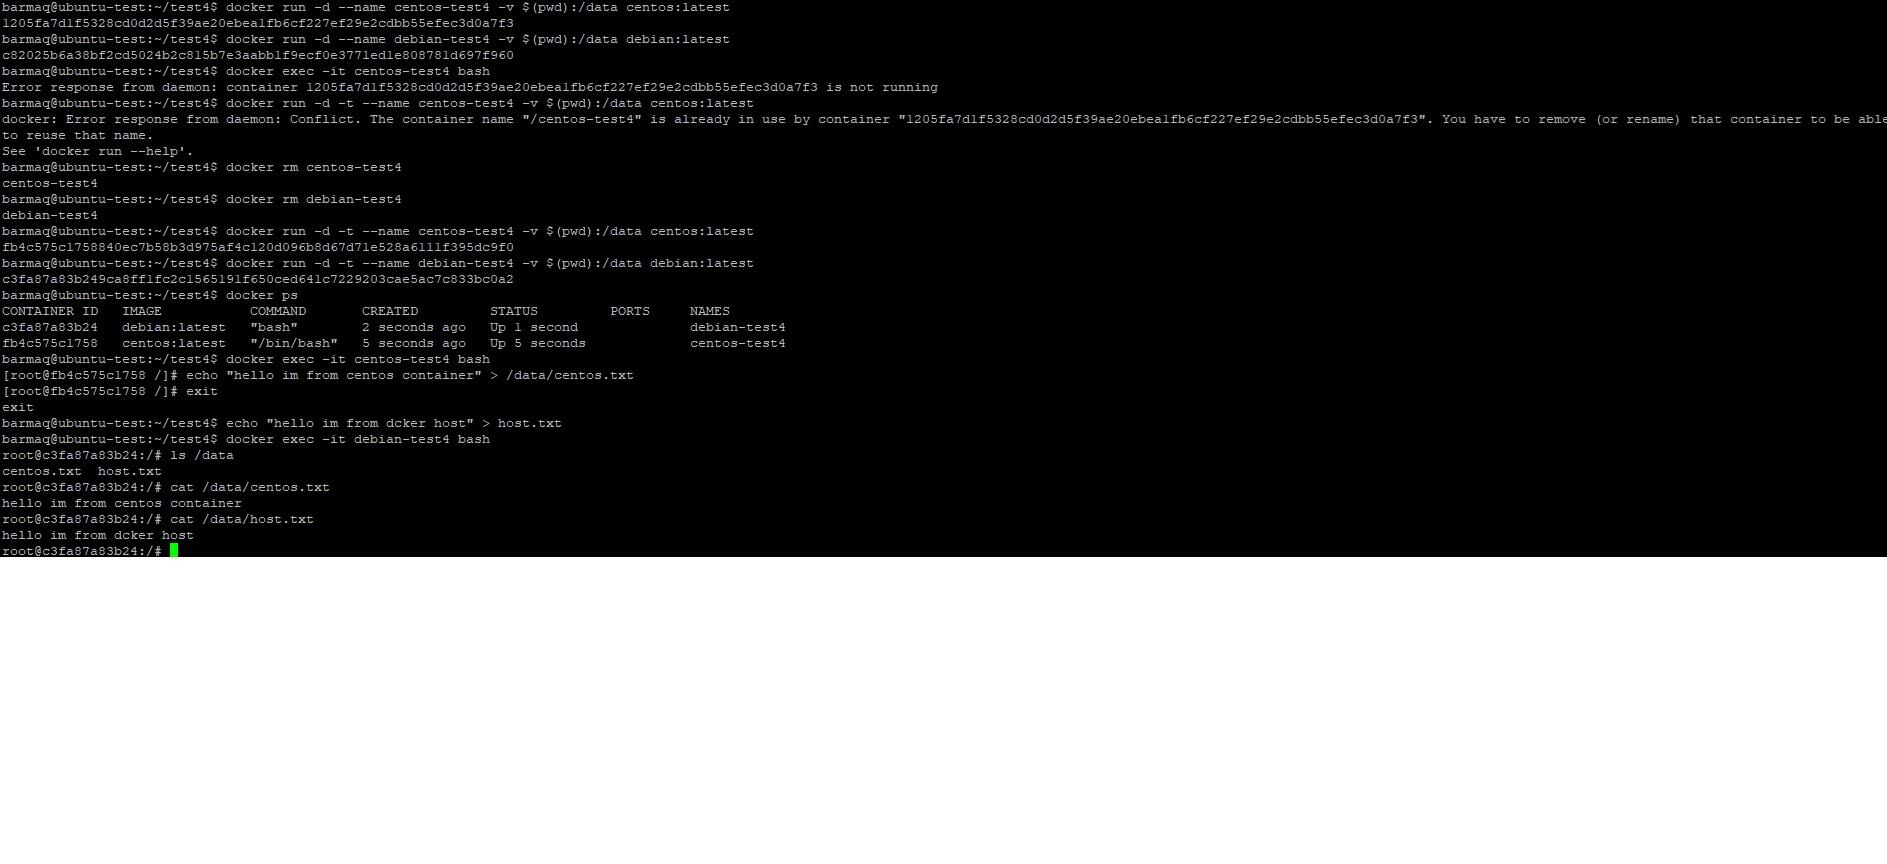 barmaq@ubuntu-test:~/test4$ docker run -d --name centos-test4 -v $(pwd):/data centos:latest
1205fa7d1f5328cd0d2d5f39ae20ebea1fb6cf227ef29e2cdbb55efec3d0a7f3
barmaq@ubuntu-test:~/test4$ docker run -d --name debian-test4 -v $(pwd):/data debian:latest
c82025b6a38bf2cd5024b2c815b7e3aabb1f9ecf0e3771ed1e808781d697f960
barmaq@ubuntu-test:~/test4$ docker exec -it centos-test4 bash
Error response from daemon: container 1205fa7d1f5328cd0d2d5f39ae20ebea1fb6cf227ef29e2cdbb55efec3d0a7f3 is not running
barmaq@ubuntu-test:~/test4$ docker run -d -t --name centos-test4 -v $(pwd):/data centos:latest
docker: Error response from daemon: Conflict. The container name "/centos-test4" is already in use by container "1205fa7d1f5328cd0d2d5f39ae20ebea1fb6cf227ef29e2cdbb55efec3d0a7f3". You have to remove (or rename) that container to be able
to reuse that name.
See 'docker run --help'.
barmaq@ubuntu-test:~/test4$ docker rm centos-test4
centos-test4
barmaq@ubuntu-test:~/test4$ docker rm debian-test4
debian-test4
barmaq@ubuntu-test:~/test4$ docker run -d -t --name centos-test4 -v $(pwd):/data centos:latest
fb4c575c1758840ec7b58b3d975af4c120d096b8d67d71e528a6111f395dc9f0
barmaq@ubuntu-test:~/test4$ docker run -d -t --name debian-test4 -v $(pwd):/data debian:latest
c3fa87a83b249ca8ff1fc2c1565191f650ced641c7229203cae5ac7c833bc0a2
barmaq@ubuntu-test:~/test4$ docker ps
CONTAINER ID   IMAGE           COMMAND       CREATED         STATUS         PORTS     NAMES
c3fa87a83b24   debian:latest   "bash"        2 seconds ago   Up 1 second              debian-test4
fb4c575c1758   centos:latest   "/bin/bash"   5 seconds ago   Up 5 seconds             centos-test4
barmaq@ubuntu-test:~/test4$ docker exec -it centos-test4 bash
[root@fb4c575c1758 /]# echo "hello im from centos container" > /data/centos.txt
[root@fb4c575c1758 /]# exit
exit
barmaq@ubuntu-test:~/test4$ echo "hello im from dcker host" > host.txt
barmaq@ubuntu-test:~/test4$ docker exec -it debian-test4 bash
root@c3fa87a83b24:/# ls /data
centos.txt  host.txt
root@c3fa87a83b24:/# cat /data/centos.txt
hello im from centos container
root@c3fa87a83b24:/# cat /data/host.txt
hello im from dcker host
root@c3fa87a83b24:/#